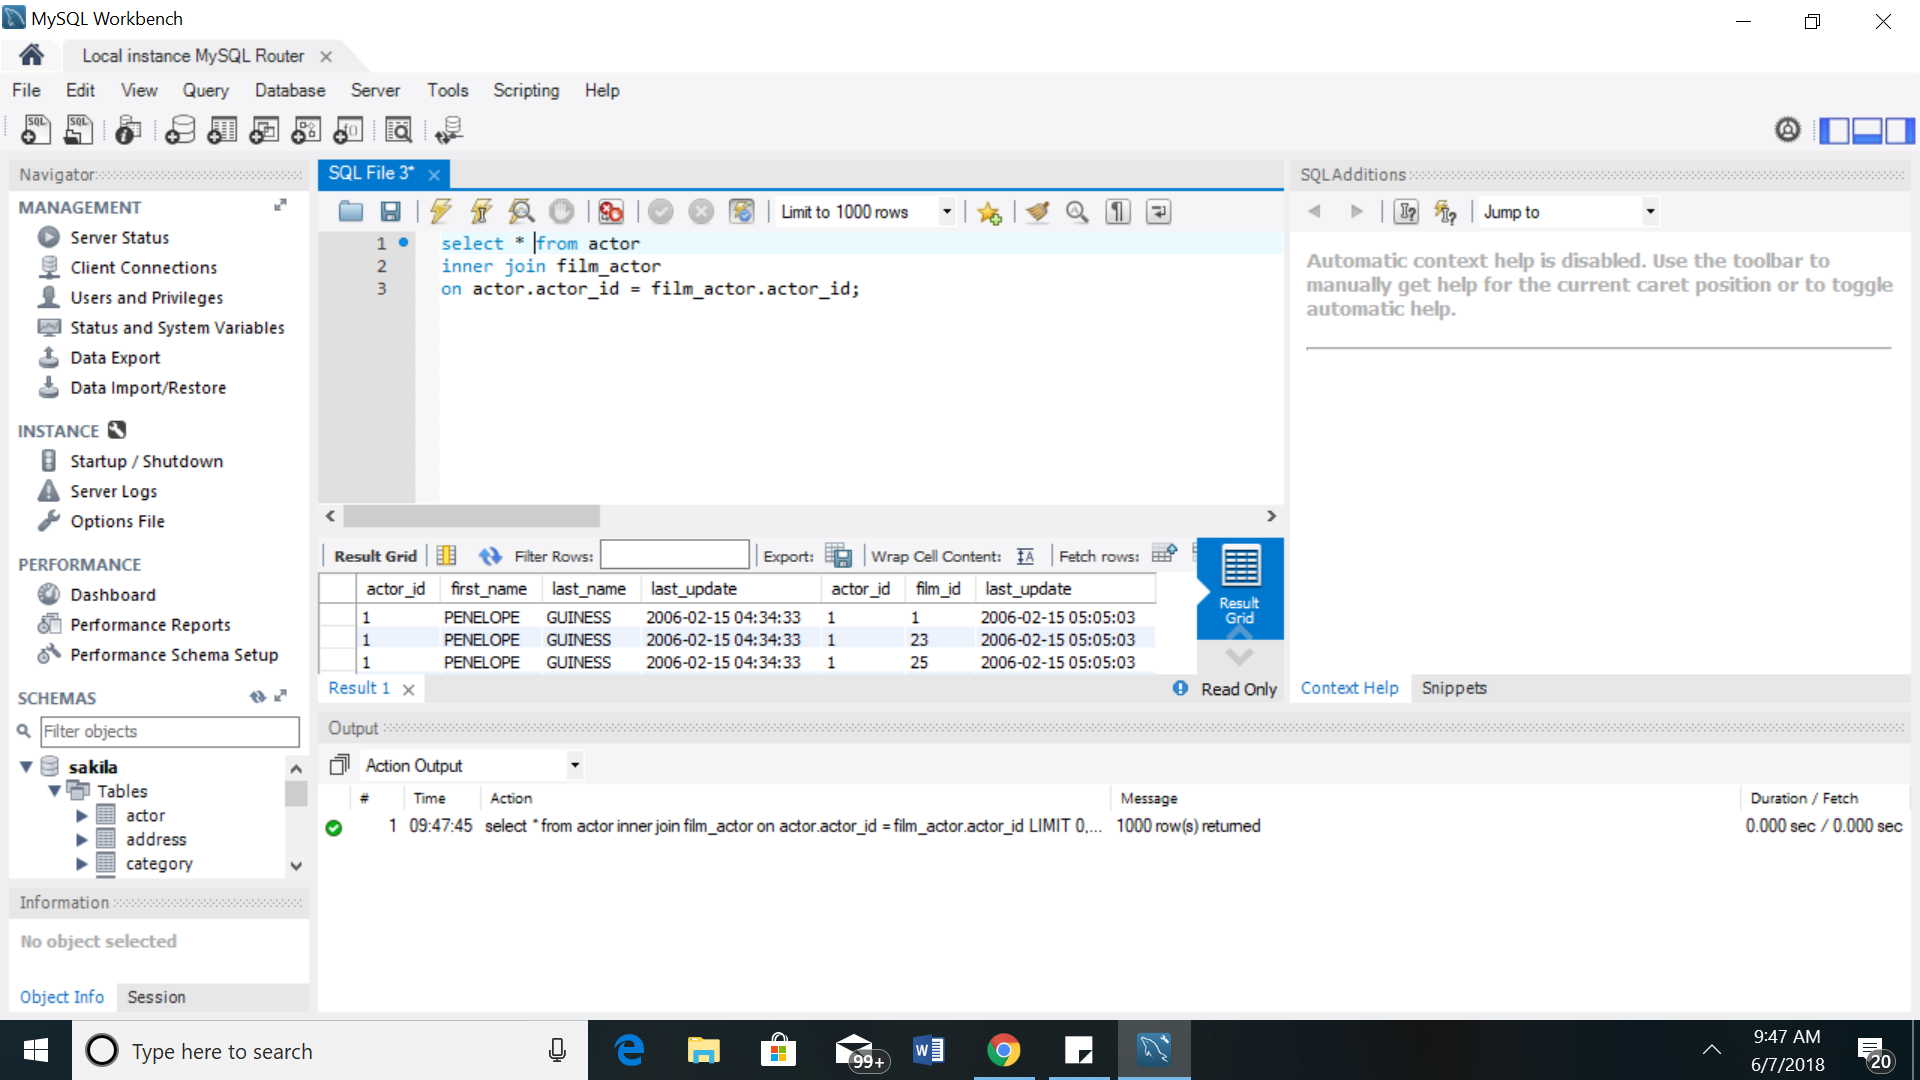 MySQL Workbench
Local instance MySQL Router
File Edit View Query Database Server Tools Scripting Help
Navigator
MANAGEMENT
Server Status
Client Connections
Users and Privileges
Status and System Variables
Data Export
Data Import/Restore
INSTANCE
Startup / Shutdown
Server Logs
Options File
PERFORMANCE
Dashboard
Performance Reports
Performance Schema Setup
SCHEMAS
Filter objects
sakila
Tables
actor
address
category
Information
No object selected
Object Info Session
SQL File 3*
Limit to 1000 rows
1 select * from actor
2 inner join film_actor
3 on actor.actor_id = film_actor.actor_id;
Result Grid Filter Rows: Export: Wrap Cell Content: Fetch rows:
actor_id first_name last_name last_update actor_id film_id last_update
1 PENELOPE GUINESS 2006-02-15 04:34:33 1 1 2006-02-15 05:05:03
1 PENELOPE GUINESS 2006-02-15 04:34:33 1 23 2006-02-15 05:05:03
1 PENELOPE GUINESS 2006-02-15 04:34:33 1 25 2006-02-15 05:05:03
Result
Grid
Result 1
Read Only
SQLAdditions
Jump to
Automatic context help is disabled. Use the toolbar to
manually get help for the current caret position or to toggle
automatic help.
Context Help Snippets
Output
Action Output
# Time Action Message Duration / Fetch
1 09:47:45 select * from actor inner join film_actor on actor.actor_id = film_actor.actor_id LIMIT 0,... 1000 row(s) returned 0.000 sec / 0.000 sec
Type here to search
99+
9:47 AM
6/7/2018
20